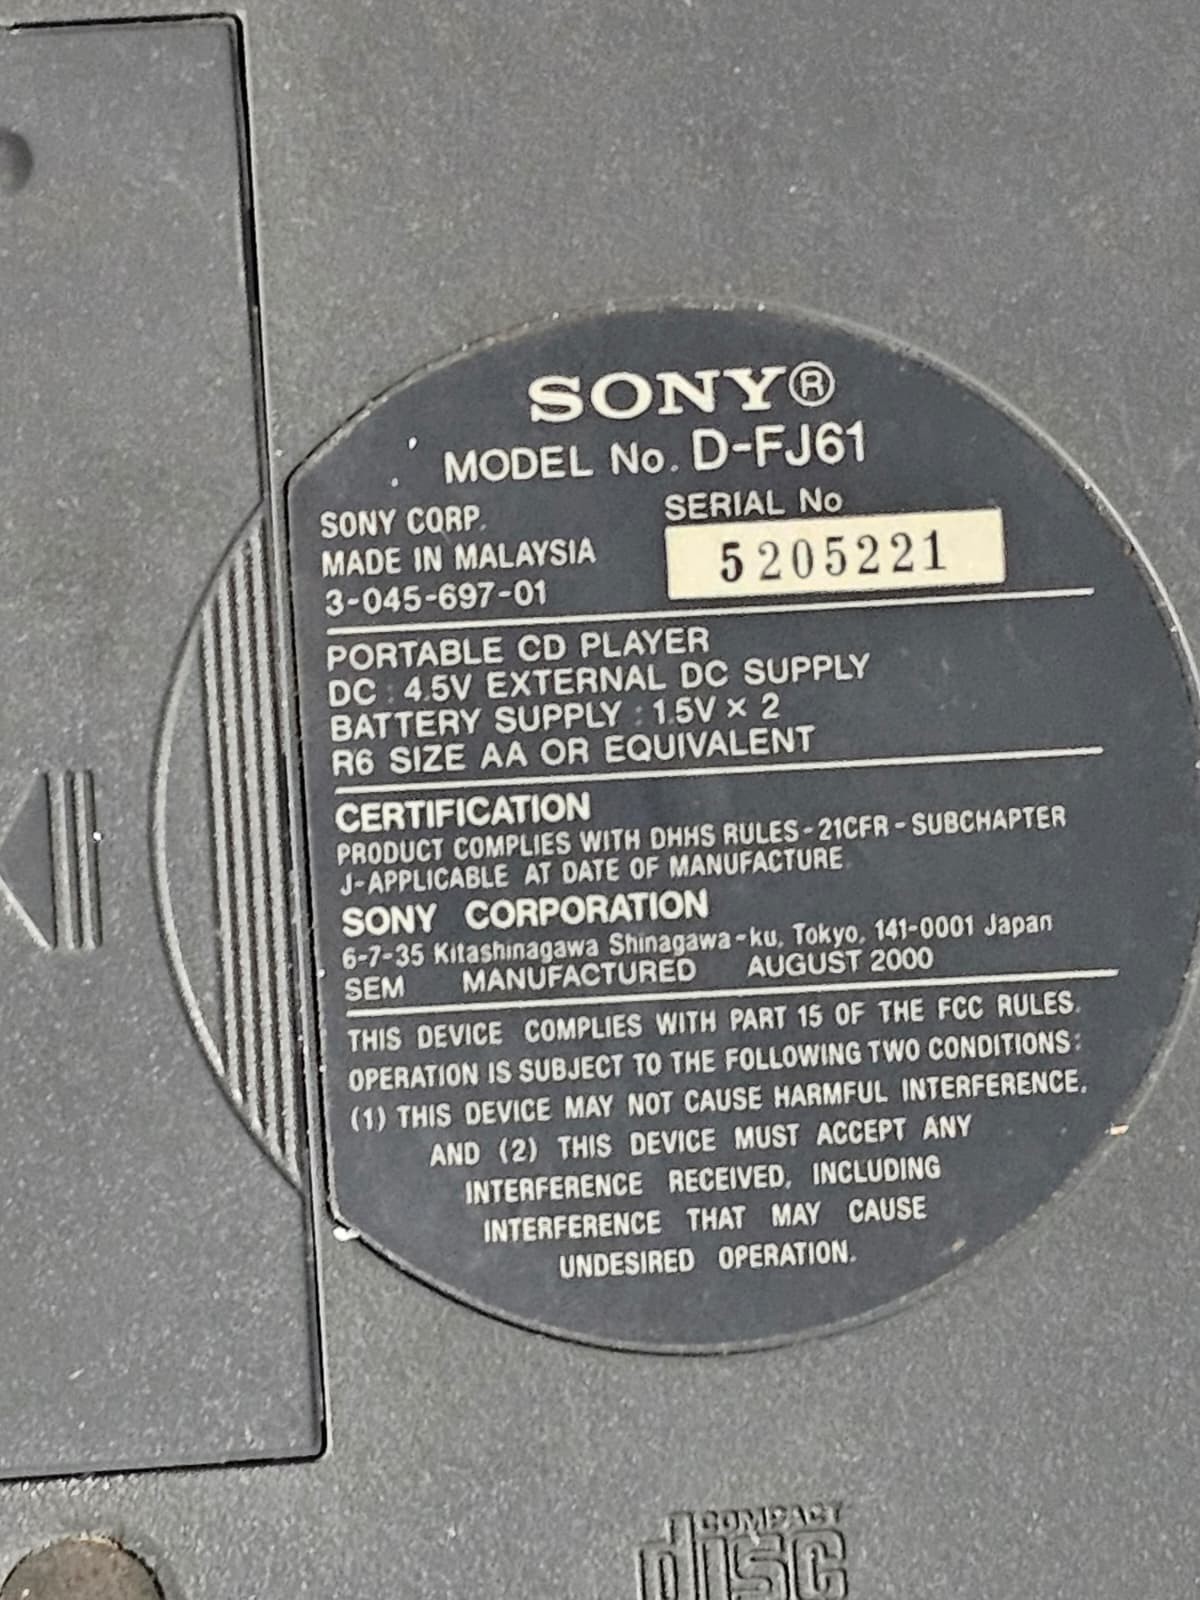 SONY®
MODEL No. D-FJ61
SONY CORP.
MADE IN MALAYSIA
3-045-697-01
SERIAL No
5205221
PORTABLE CD PLAYER
DC : 4.5V EXTERNAL DC SUPPLY
BATTERY SUPPLY : 1.5V × 2
R6 SIZE AA OR EQUIVALENT
CERTIFICATION
PRODUCT COMPLIES WITH DHHS RULES-21CFR-SUBCHAPTER
J-APPLICABLE AT DATE OF MANUFACTURE
SONY CORPORATION
6-7-35 Kitashinagawa Shinagawa-ku, Tokyo, 141-0001 Japan
SEM MANUFACTURED AUGUST 2000
THIS DEVICE COMPLIES WITH PART 15 OF THE FCC RULES.
OPERATION IS SUBJECT TO THE FOLLOWING TWO CONDITIONS:
(1) THIS DEVICE MAY NOT CAUSE HARMFUL INTERFERENCE,
AND (2) THIS DEVICE MUST ACCEPT ANY
INTERFERENCE RECEIVED, INCLUDING
INTERFERENCE THAT MAY CAUSE
UNDESIRED OPERATION.
COMPACT
disc